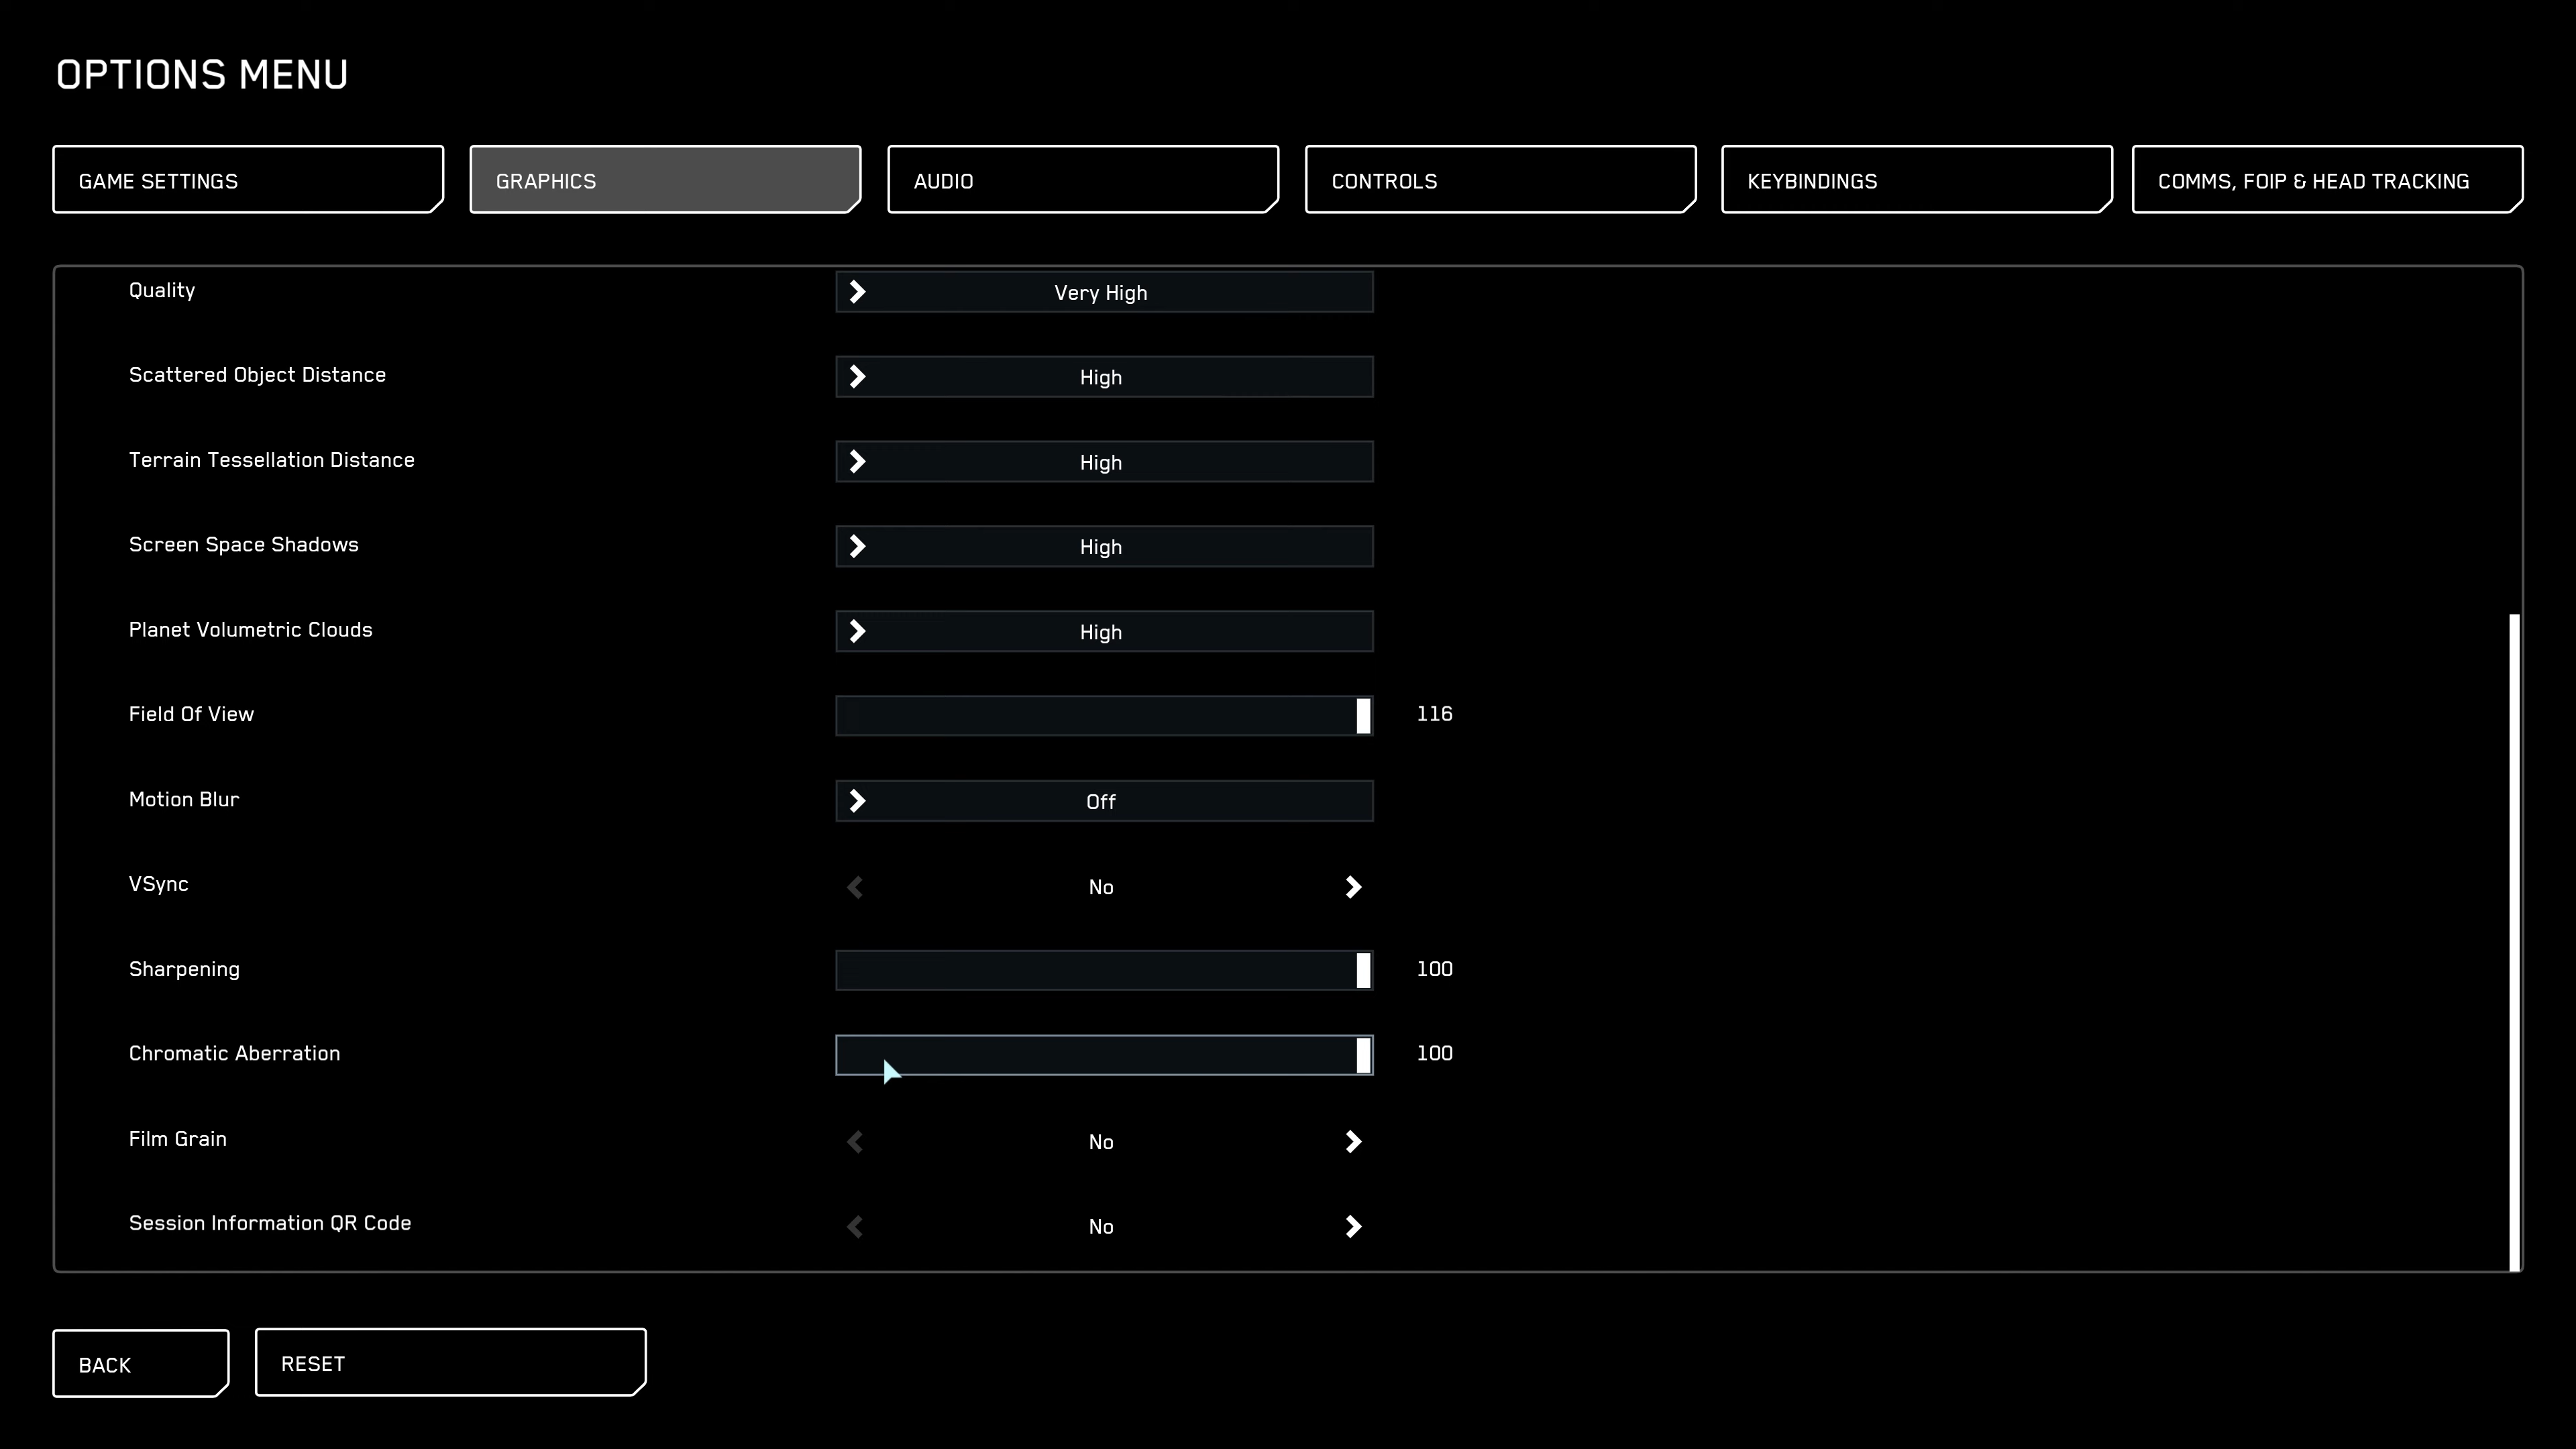 OPTIONS MENU
GAME SETTINGS
GRAPHICS
AUDIO
CONTROLS
KEYBINDINGS
COMMS, FOIP & HEAD TRACKING
Quality
Very High
Scattered Object Distance
High
Terrain Tessellation Distance
High
Screen Space Shadows
High
Planet Volumetric Clouds
High
Field Of View
116
Motion Blur
Off
VSync
No
Sharpening
100
Chromatic Aberration
100
Film Grain
No
Session Information QR Code
No
BACK
RESET